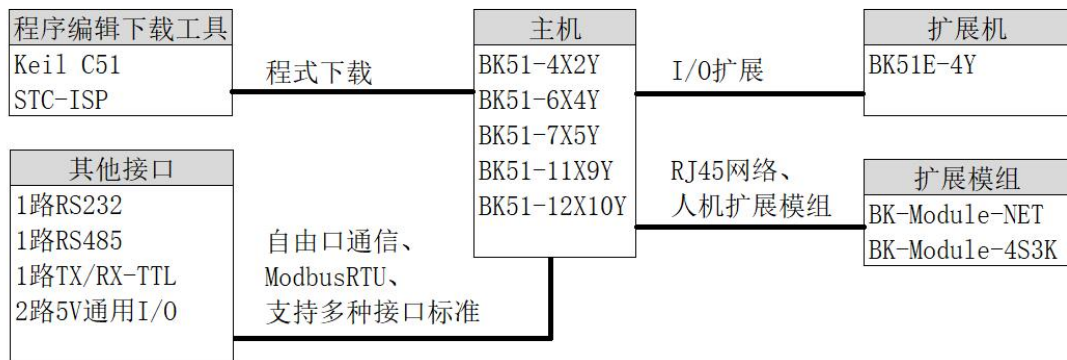 程序编辑下载工具
Keil C51
STC-ISP
程式下载
主机
BK51-4X2Y
BK51-6X4Y
BK51-7X5Y
BK51-11X9Y
BK51-12X10Y
I/O扩展
扩展机
BK51E-4Y
其他接口
1路RS232
1路RS485
1路TX/RX-TTL
2路5V通用I/O
自由口通信、
ModbusRTU、
支持多种接口标准
RJ45网络、
人机扩展模组
扩展模组
BK-Module-NET
BK-Module-4S3K